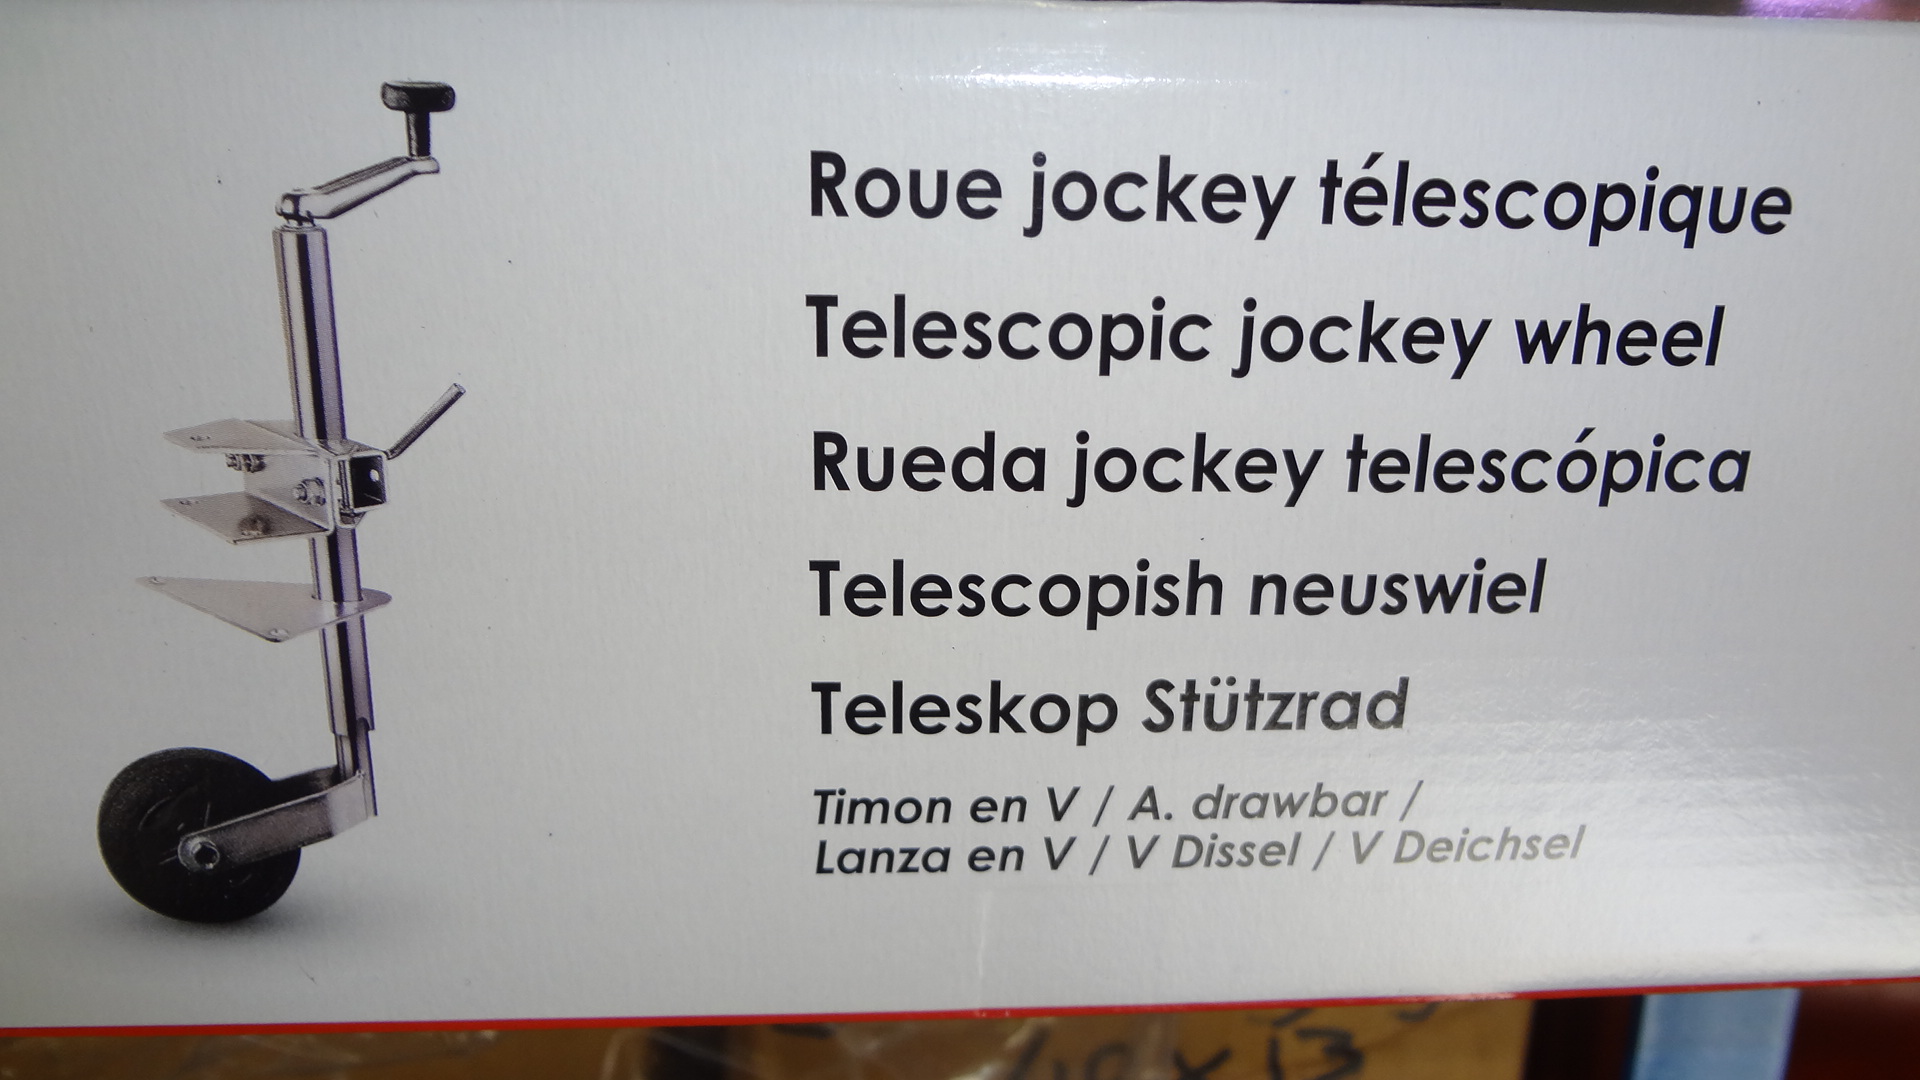 Roue jockey télescopique
Telescopic jockey wheel
Rueda jockey telescópica
Telescopish neuswiel
Teleskop Stützrad
Timon en V / A. drawbar /
Lanza en V / V Dissel / V Deichsel
13